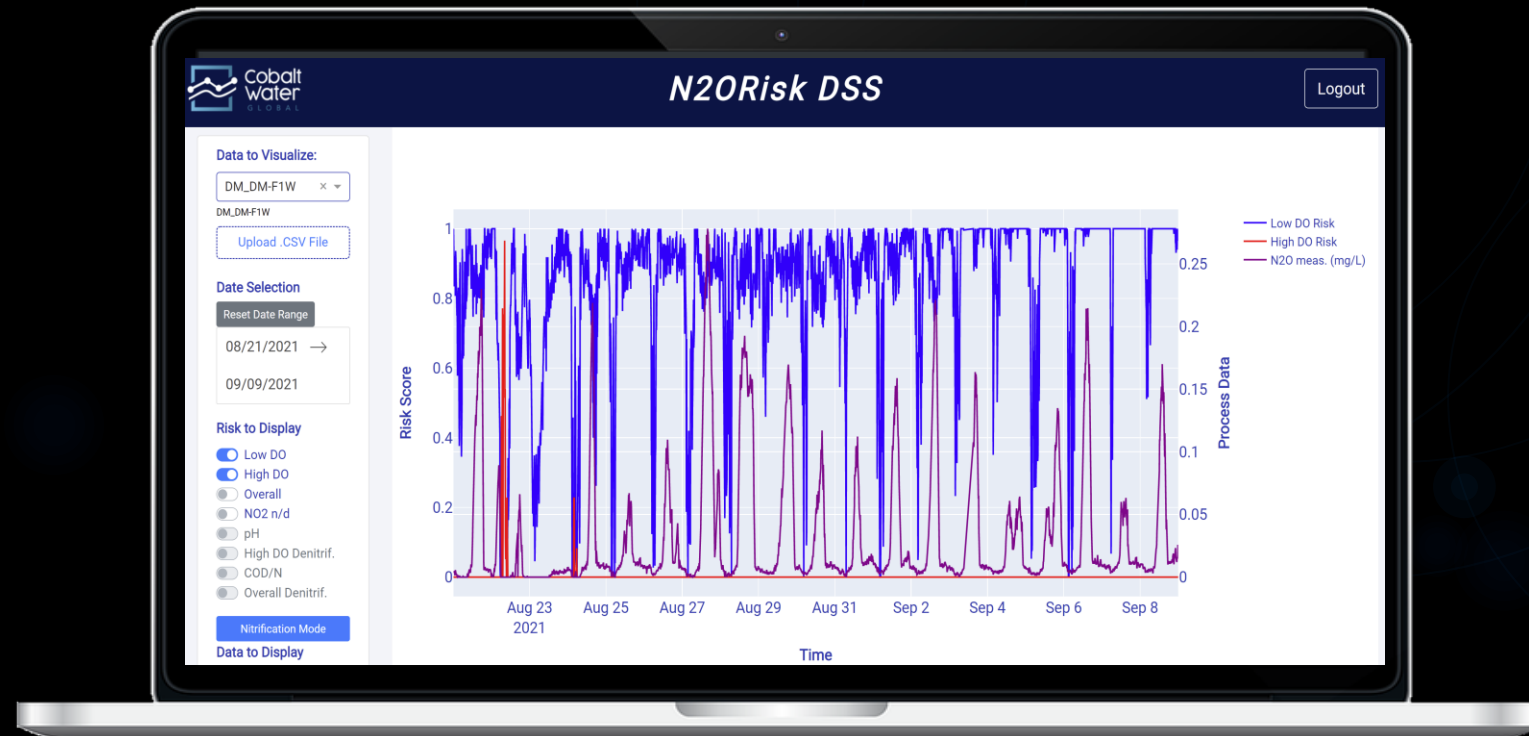 Cobalt
Water
GLOBAL
N2ORisk DSS
Logout
Data to Visualize:
DM_DM-F1W
×
DM_DM-F1W
Upload .CSV File
Date Selection
Reset Date Range
08/21/2021 →
09/09/2021
Risk to Display
Low DO
High DO
Overall
NO2 n/d
pH
High DO Denitrif.
COD/N
Overall Denitrif.
Nitrification Mode
Data to Display
Risk Score
1
0.8
0.6
0.4
0.2
0
Aug 23
2021
Aug 25
Aug 27
Aug 29
Aug 31
Sep 2
Sep 4
Sep 6
Sep 8
Time
0.25
0.2
0.15
0.1
0.05
0
Process Data
Low DO Risk
High DO Risk
N2O meas. (mg/L)